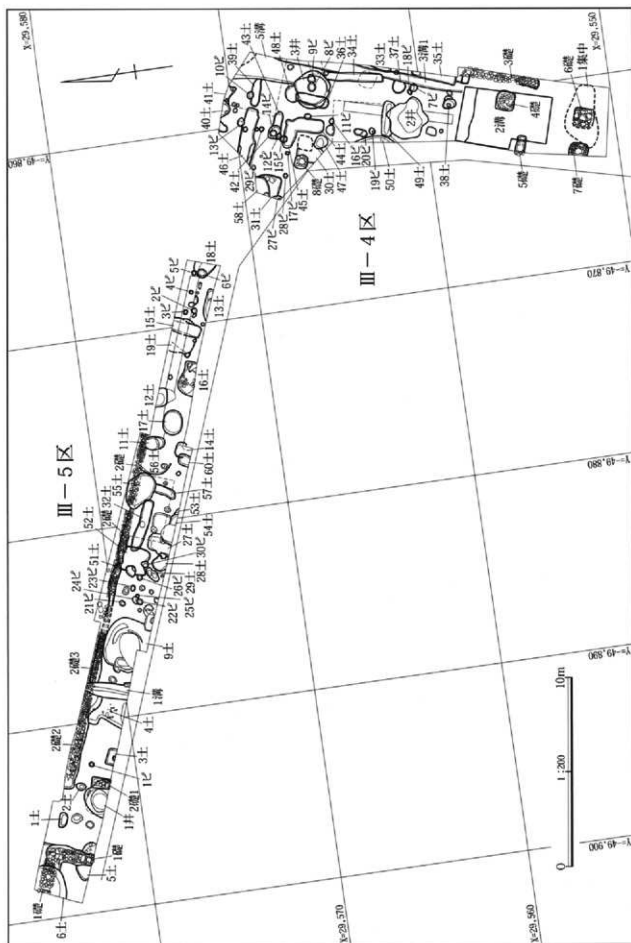 X=29,580
Y=-49,860
X=29,550
Y=-49,870
Y=-49,880
Y=-49,890
Y=-49,900
X=29,570
X=29,560
Ⅲ-5区
Ⅲ-4区
1礎
6土
5土
1礎
1土
2土
1井
2礎1
1ピ
3土
2礎2
4土
1溝
2礎3
9土
21ピ
24ピ
23ピ
22ピ
25ピ
26ピ
51土
29土
28土
30ピ
27土
52土
2礎
32土
54土
53土
57土
55土
56土
2礎
60土
14土
11土
17土
12土
16土
19土
15土
3ピ
2ピ
4ピ
5ピ
13土
6ピ
18土
10ピ
39土
41土
40土
13ピ
46土
42土
29ピ
58土
31土
27ピ
28ピ
17ピ
45土
12ピ
15ピ
14ピ
43土
5溝
48土
3井
9ピ
8ピ
36土
34土
8礎
30土
47土
44土
11ピ
16ピ
20ピ
19ピ
50土
49土
38土
2井
7ピ
33土
37土
18ピ
3溝1
35土
2溝
3礎
4礎
5礎
6礎
1集中
7礎
0
1:200
10m